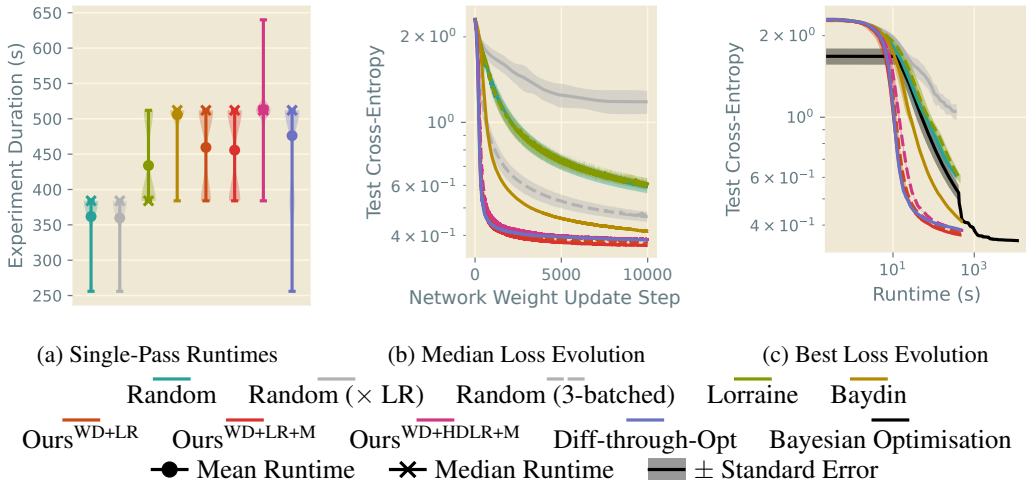 650
600
550
500
450
400
350
300
250
Experiment Duration (s)
2 × 10⁰
10⁰
6 × 10⁻¹
4 × 10⁻¹
Test Cross-Entropy
0 5000 10000
Network Weight Update Step
2 × 10⁰
10⁰
6 × 10⁻¹
4 × 10⁻¹
Test Cross-Entropy
10¹ 10³
Runtime (s)
(a) Single-Pass Runtimes
(b) Median Loss Evolution
(c) Best Loss Evolution
Random Random (× LR) Random (3-batched) Lorraine Baydin
Ours^WD+LR Ours^WD+LR+M Ours^WD+HDLR+M Diff-through-Opt Bayesian Optimisation
Mean Runtime Median Runtime ± Standard Error